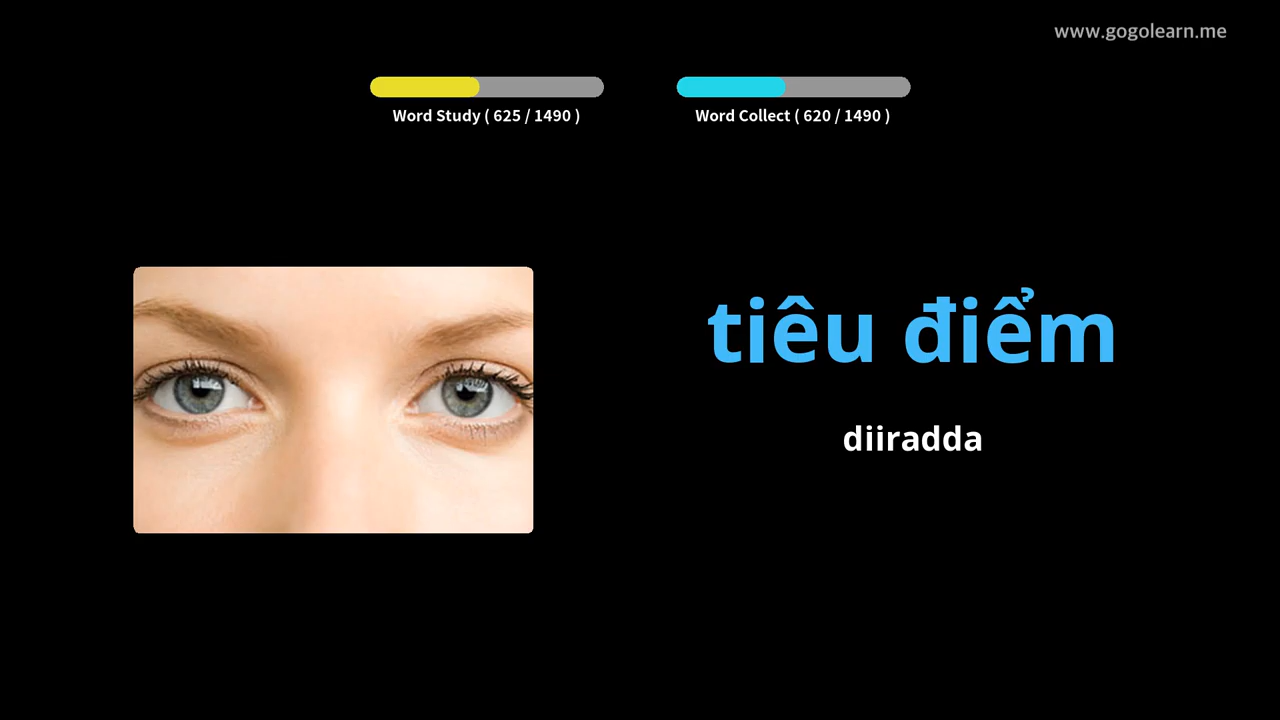 www.gogolearn.me
Word Study ( 625 / 1490 )
Word Collect ( 620 / 1490 )
tiêu điểm
diiradda